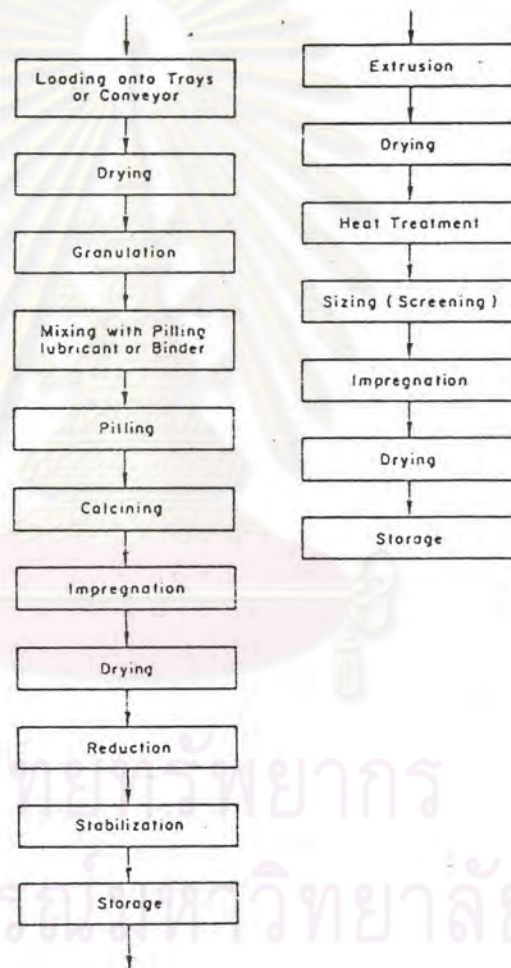 Loading onto Trays
or Conveyor
Drying
Granulation
Mixing with Pilling
lubricant or Binder
Pilling
Calcining
Impregnation
Drying
Reduction
Stabilization
Storage
Extrusion
Drying
Heat Treatment
Sizing ( Screening )
Impregnation
Drying
Storage